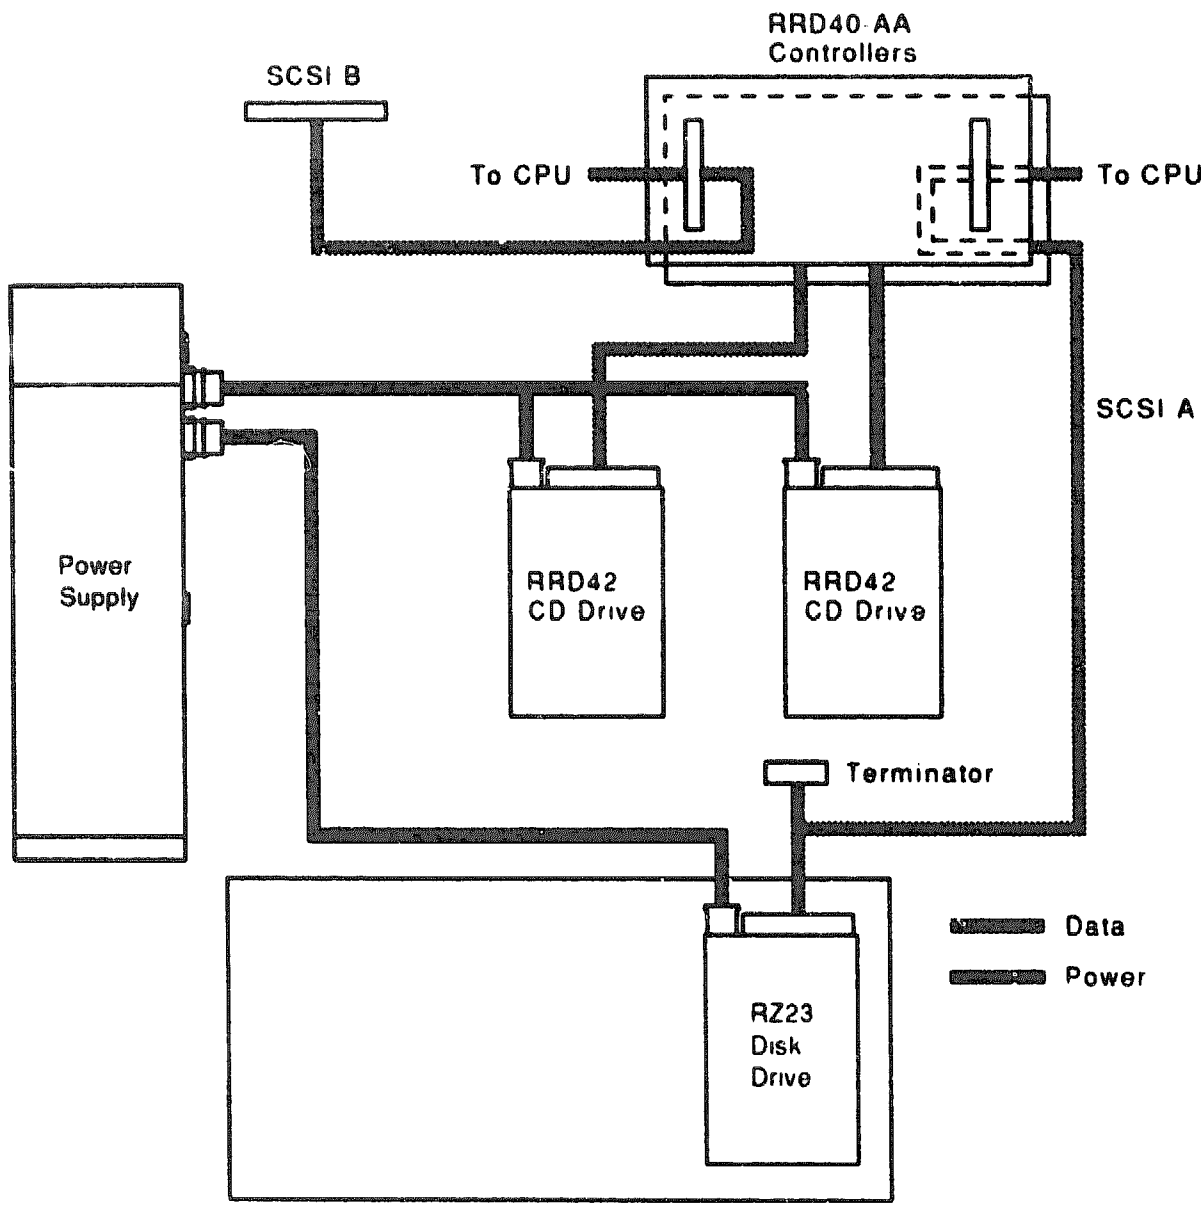 RRD40-AA
Controllers
SCSI B
To CPU
To CPU
SCSI A
Power
Supply
RRD42
CD Drive
RRD42
CD Drive
Terminator
Data
Power
RZ23
Disk
Drive